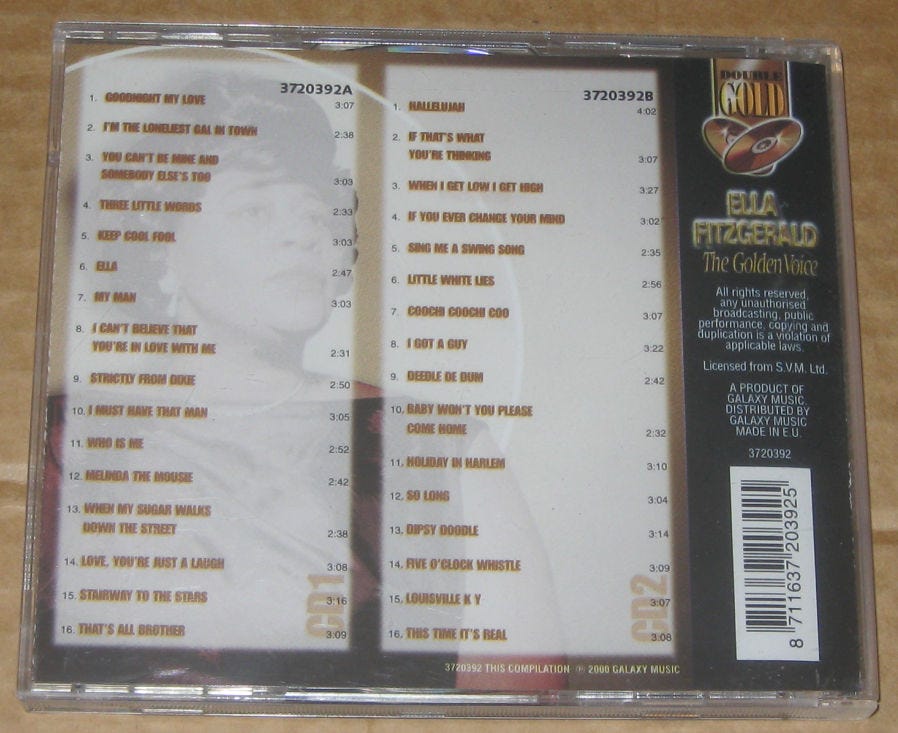 3720392A
1. GOODNIGHT MY LOVE 3:07
2. I'M THE LONELIEST GAL IN TOWN 2:38
3. YOU CAN'T BE MINE AND
SOMEBODY ELSE'S TOO 3:03
4. THREE LITTLE WORDS 2:33
5. KEEP COOL FOOL 3:03
6. ELLA 2:47
7. MY MAN 3:03
8. I CAN'T BELIEVE THAT
YOU'RE IN LOVE WITH ME 2:31
9. STRICTLY FROM DIXIE 2:50
10. I MUST HAVE THAT MAN 3:05
11. WHO IS ME 2:52
12. MELINDA THE MOUSIE 2:42
13. WHEN MY SUGAR WALKS
DOWN THE STREET 2:38
14. LOVE, YOU'RE JUST A LAUGH 3:08
15. STAIRWAY TO THE STARS 3:16
16. THAT'S ALL BROTHER 3:09
CD1
3720392B
1. HALLELUJAH 4:02
2. IF THAT'S WHAT
YOU'RE THINKING 3:07
3. WHEN I GET LOW I GET HIGH 3:27
4. IF YOU EVER CHANGE YOUR MIND 3:02
5. SING ME A SWING SONG 2:35
6. LITTLE WHITE LIES 2:56
7. COOCHI COOCHI COO 3:07
8. I GOT A GUY 3:22
9. DEEDLE DE DUM 2:42
10. BABY WON'T YOU PLEASE
COME HOME 2:32
11. HOLIDAY IN HARLEM 3:10
12. SO LONG 3:04
13. DIPSY DOODLE 3:14
14. FIVE O'CLOCK WHISTLE 3:09
15. LOUISVILLE K Y 3:07
16. THIS TIME IT'S REAL 3:08
CD2
3720392 THIS COMPILATION ℗ 2000 GALAXY MUSIC
DOUBLE
GOLD
ELLA
FITZGERALD
The Golden Voice
All rights reserved,
any unauthorised
broadcasting, public
performance, copying and
duplication is a violation of
applicable laws.
Licensed from S.V.M. Ltd.
A PRODUCT OF
GALAXY MUSIC.
DISTRIBUTED BY
GALAXY MUSIC
MADE IN E.U.
3720392
8 711637 203925